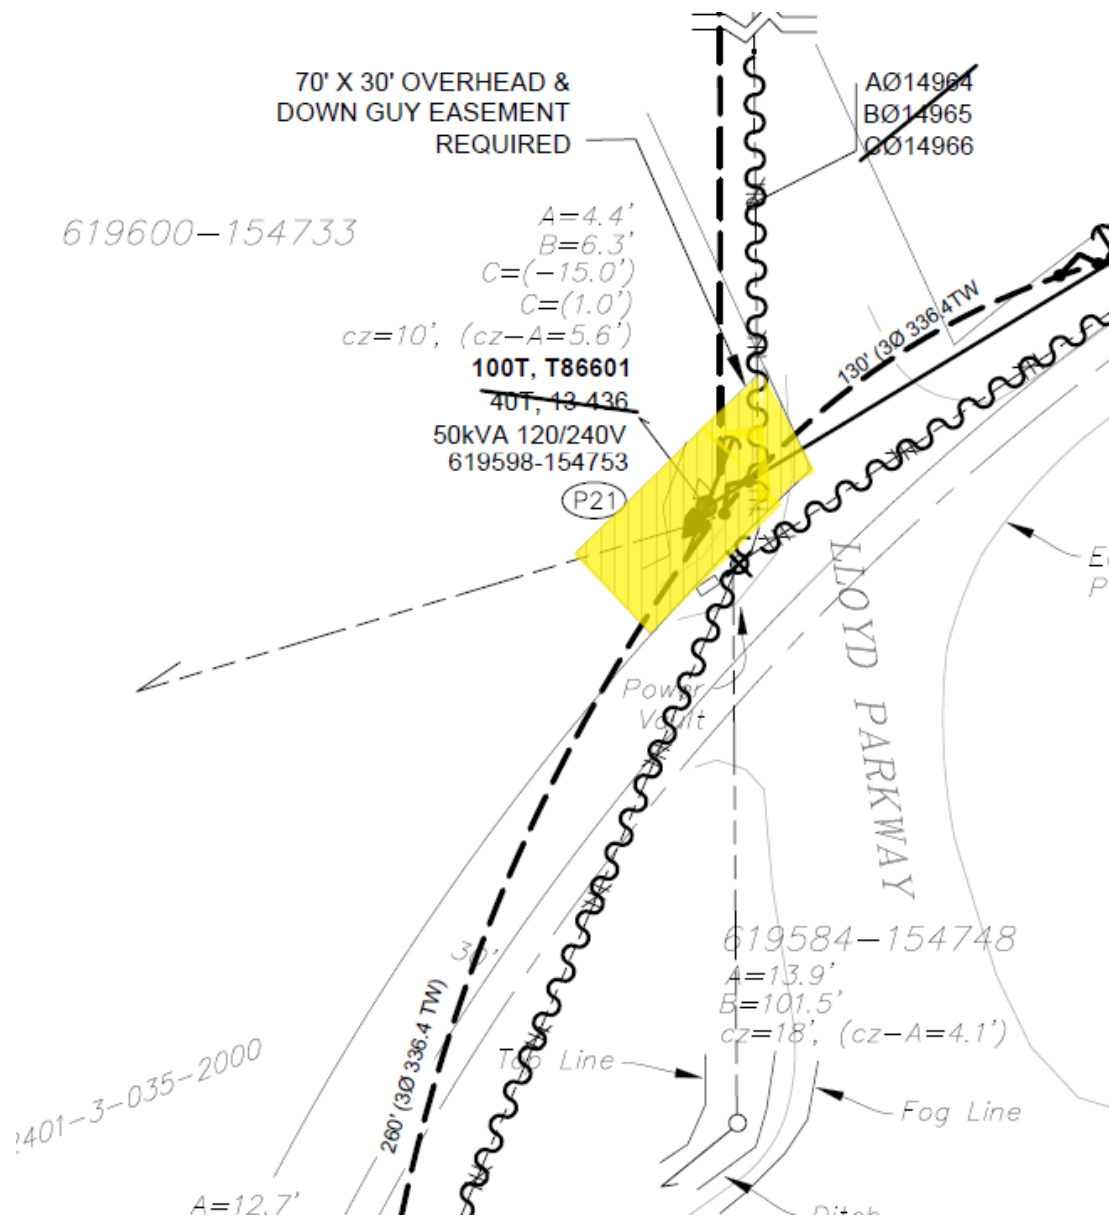 70' X 30' OVERHEAD &
DOWN GUY EASEMENT
REQUIRED
AØ14964
BØ14965
CØ14966
619600-154733
A=4.4'
B=6.3'
C=(-15.0')
C=(1.0')
cz=10', (cz-A=5.6')
100T, T86601
40T, 13-436
50kVA 120/240V
619598-154753
P21
130' (3Ø 336.4TW
LLOYD PARKWAY
Power
Vault
30'
619584-154748
A=13.9'
B=101.5'
cz=18', (cz-A=4.1')
260' (3Ø 336.4 TW)
2401-3-035-2000
Top Line
Fog Line
A=12.7'
Ditch